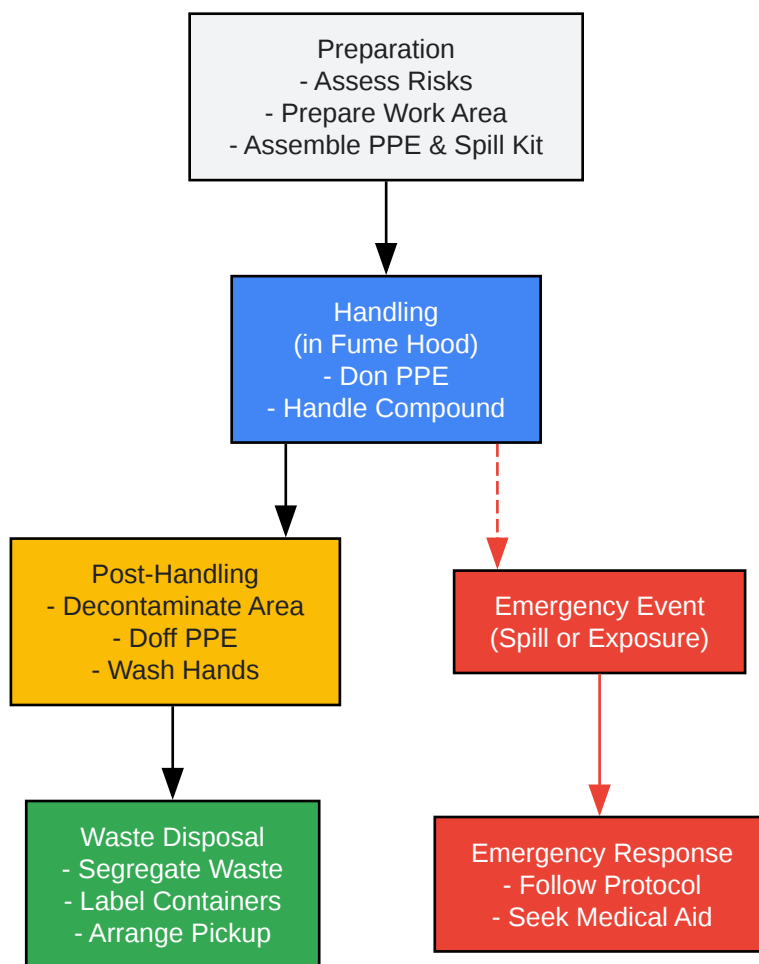 Preparation
- Assess Risks
- Prepare Work Area
- Assemble PPE & Spill Kit
Handling
(in Fume Hood)
- Don PPE
- Handle Compound
Post-Handling
- Decontaminate Area
- Doff PPE
- Wash Hands
Emergency Event
(Spill or Exposure)
Waste Disposal
- Segregate Waste
- Label Containers
- Arrange Pickup
Emergency Response
- Follow Protocol
- Seek Medical Aid